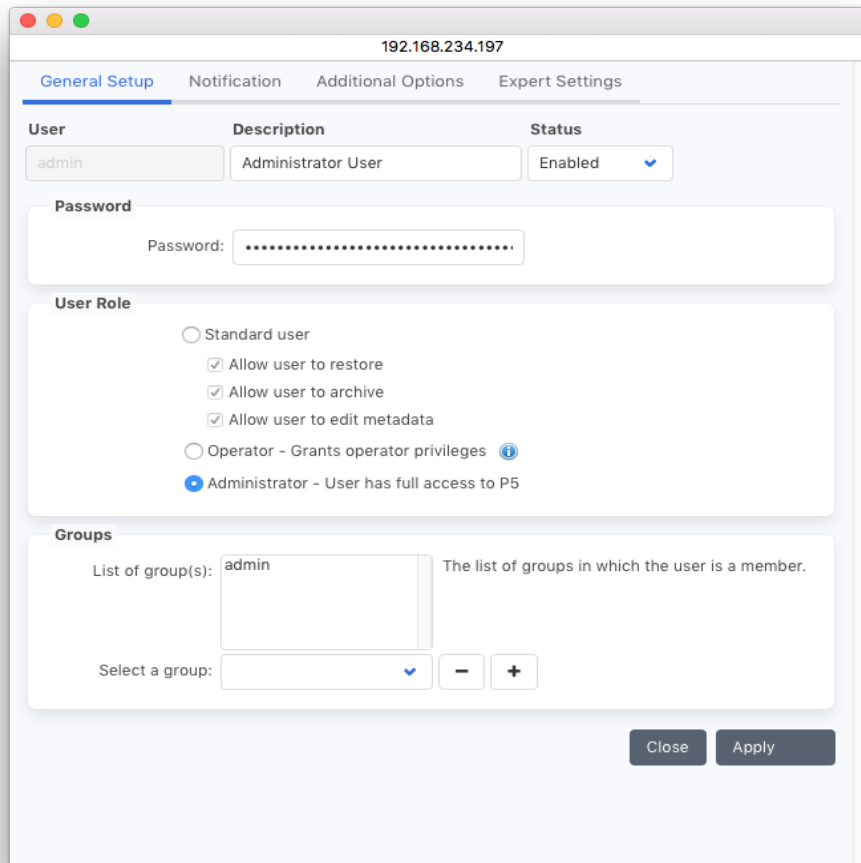 192.168.234.197
General Setup Notification Additional Options Expert Settings
User Description Status
admin Administrator User Enabled
Password
Password: ••••••••••••••••••••••••••••••••••
User Role
Standard user
Allow user to restore
Allow user to archive
Allow user to edit metadata
Operator - Grants operator privileges
Administrator - User has full access to P5
Groups
List of group(s): admin The list of groups in which the user is a member.
Select a group:
Close Apply